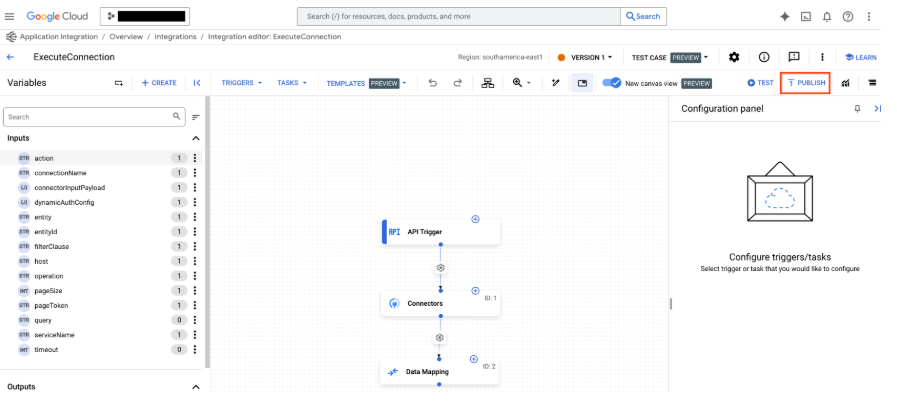 Google Cloud
Search (/) for resources, docs, products, and more
Search
Application Integration / Overview / Integrations / Integration editor: ExecuteConnection
ExecuteConnection
Region: southamerica-east1
VERSION 1
TEST CASE PREVIEW
LEARN
Variables
+ CREATE
TRIGGERS
TASKS
TEMPLATES PREVIEW
New canvas view PREVIEW
TEST
PUBLISH
Search
Configuration panel
Inputs
STR action 1
STR connectionName 1
connectorInputPayload 1
dynamicAuthConfig 1
STR entity 1
STR entityId 1
STR filterClause 1
STR host 1
STR operation 1
INT pageSize 1
STR pageToken 1
STR query 0
STR serviceName 1
INT timeout 0
Outputs
API API Trigger
Connectors
ID: 1
Data Mapping
ID: 2
Configure triggers/tasks
Select trigger or task that you would like to configure